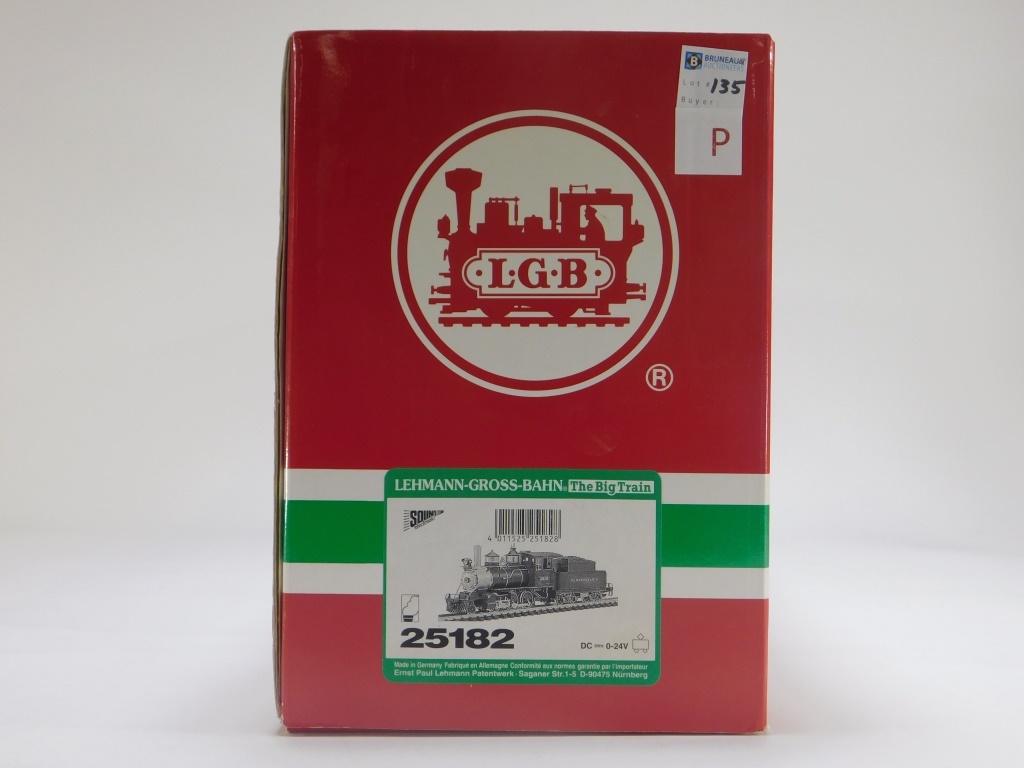 BRUNEAU &
AUCTIONEERS
Lot # 135
Buyer:
P
L·G·B
®
LEHMANN-GROSS-BAHN® The Big Train
SOUND
4 011525 251828
25182
DC 0-24V
Made in Germany Fabriqué en Allemagne Conformité aux normes garantie par l'importateur
Ernst Paul Lehmann Patentwerk · Saganer Str.1-5 D-90475 Nürnberg